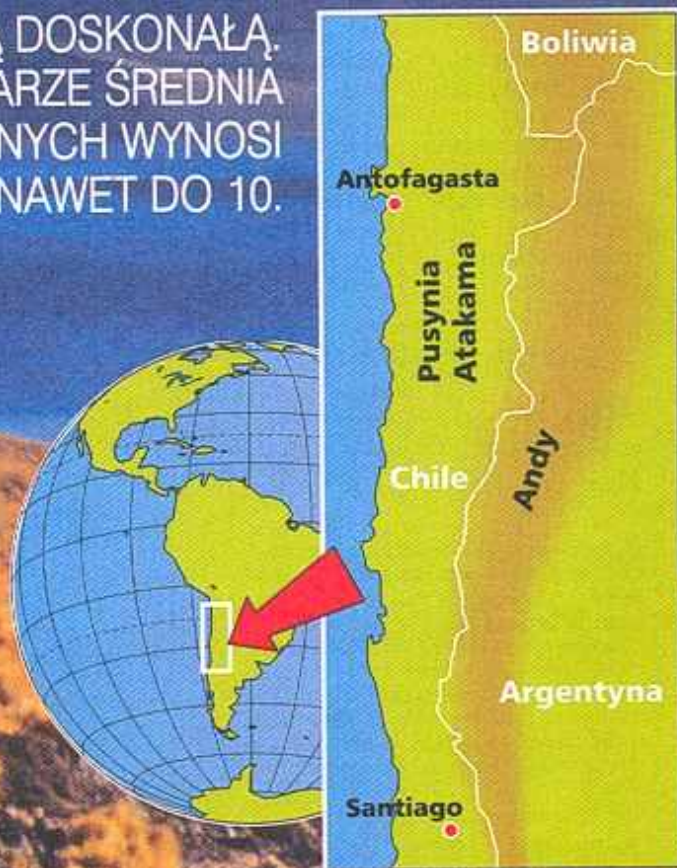 Ą DOSKONAŁĄ.
ARZE ŚREDNIA
NYCH WYNOSI
NAWET DO 10.
Boliwia
Antofagasta
Pusynia
Atakama
Chile
Andy
Argentyna
Santiago